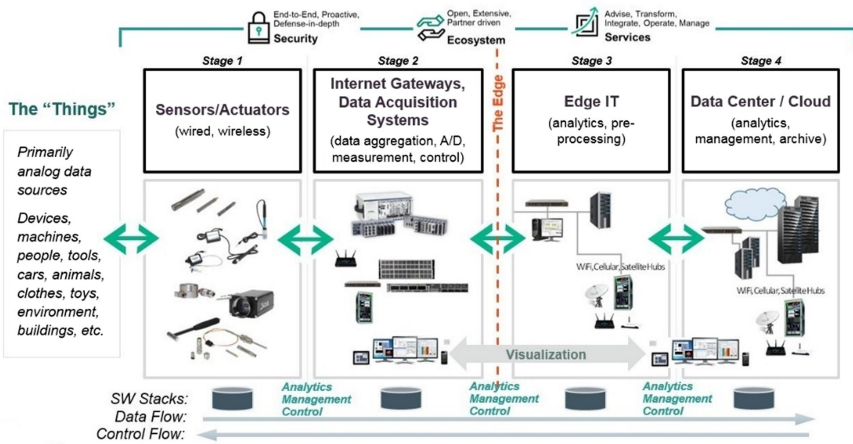 End-to-End, Proactive,
Defense-in-depth
Security
Open, Extensive,
Partner driven
Ecosystem
Advise, Transform,
Integrate, Operate, Manage
Services
Stage 1
Stage 2
Stage 3
Stage 4
The "Things"
Primarily
analog data
sources
Devices,
machines,
people, tools,
cars, animals,
clothes, toys,
environment,
buildings, etc.
Sensors/Actuators
(wired, wireless)
Internet Gateways,
Data Acquisition
Systems
(data aggregation, A/D,
measurement, control)
The Edge
Edge IT
(analytics, pre-
processing)
Data Center / Cloud
(analytics,
management, archive)
WiFi, Cellular, Satellite Hubs
WiFi, Cellular, Satellite Hubs
Visualization
SW Stacks:
Analytics
Management
Control
Analytics
Management
Control
Analytics
Management
Control
Data Flow:
Control Flow: